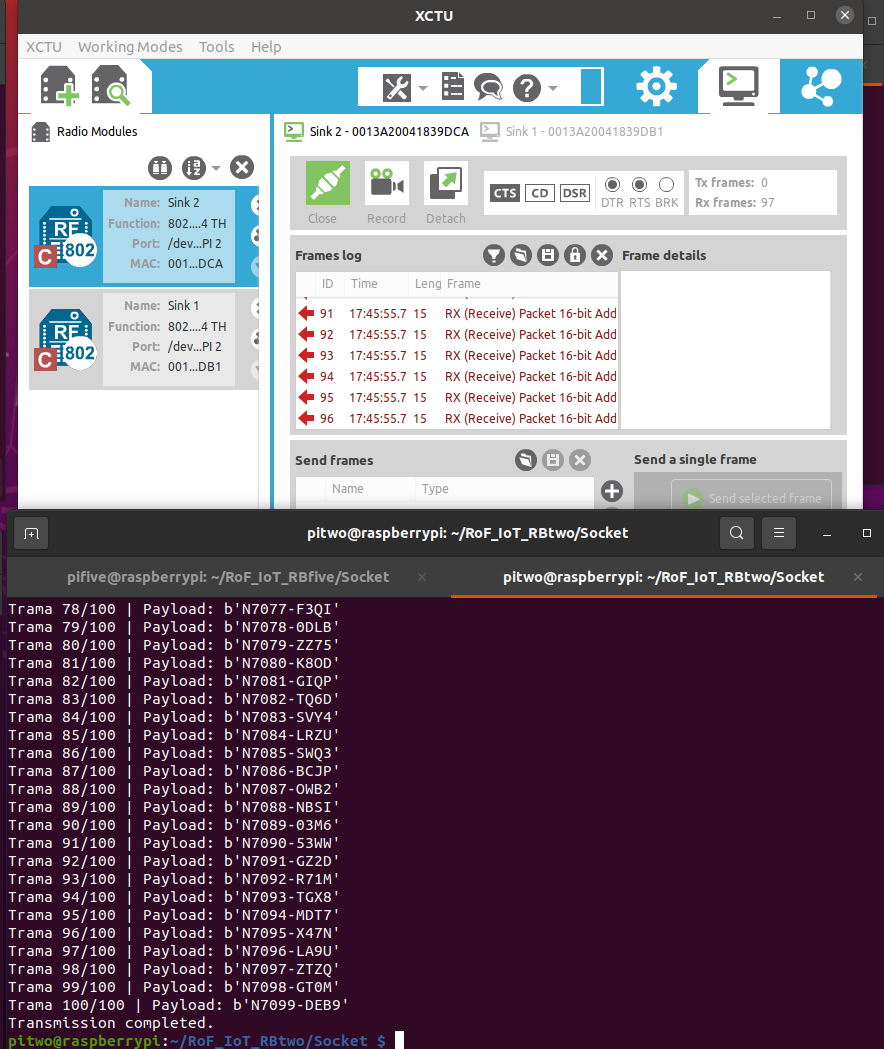 XCTU
XCTU Working Modes Tools Help
Radio Modules
Sink 2 - 0013A20041839DCA Sink 1 - 0013A20041839DB1
Name: Sink 2
Function: 802....4 TH
Port: /dev...PI 2
MAC: 001...DCA
RF
C 802
Name: Sink 1
Function: 802....4 TH
Port: /dev...PI 2
MAC: 001...DB1
RF
C 802
Close Record Detach
CTS CD DSR
DTR RTS BRK
Tx frames: 0
Rx frames: 97
Frames log
Frame details
ID Time Leng Frame
91 17:45:55.7 15 RX (Receive) Packet 16-bit Add
92 17:45:55.7 15 RX (Receive) Packet 16-bit Add
93 17:45:55.7 15 RX (Receive) Packet 16-bit Add
94 17:45:55.7 15 RX (Receive) Packet 16-bit Add
95 17:45:55.7 15 RX (Receive) Packet 16-bit Add
96 17:45:55.7 15 RX (Receive) Packet 16-bit Add
Send frames
Send a single frame
Name Type
Send selected frame
pitwo@raspberrypi: ~/RoF_IoT_RBtwo/Socket
pifive@raspberrypi: ~/RoF_IoT_RBfive/Socket × pitwo@raspberrypi: ~/RoF_IoT_RBtwo/Socket ×
Trama 78/100 | Payload: b'N7077-F3QI'
Trama 79/100 | Payload: b'N7078-0DLB'
Trama 80/100 | Payload: b'N7079-ZZ75'
Trama 81/100 | Payload: b'N7080-K8OD'
Trama 82/100 | Payload: b'N7081-GIQP'
Trama 83/100 | Payload: b'N7082-TQ6D'
Trama 84/100 | Payload: b'N7083-SVY4'
Trama 85/100 | Payload: b'N7084-LRZU'
Trama 86/100 | Payload: b'N7085-SWQ3'
Trama 87/100 | Payload: b'N7086-BCJP'
Trama 88/100 | Payload: b'N7087-OWB2'
Trama 89/100 | Payload: b'N7088-NBSI'
Trama 90/100 | Payload: b'N7089-03M6'
Trama 91/100 | Payload: b'N7090-53WW'
Trama 92/100 | Payload: b'N7091-GZ2D'
Trama 93/100 | Payload: b'N7092-R71M'
Trama 94/100 | Payload: b'N7093-TGX8'
Trama 95/100 | Payload: b'N7094-MDT7'
Trama 96/100 | Payload: b'N7095-X47N'
Trama 97/100 | Payload: b'N7096-LA9U'
Trama 98/100 | Payload: b'N7097-ZTZQ'
Trama 99/100 | Payload: b'N7098-GT0M'
Trama 100/100 | Payload: b'N7099-DEB9'
Transmission completed.
pitwo@raspberrypi:~/RoF_IoT_RBtwo/Socket $